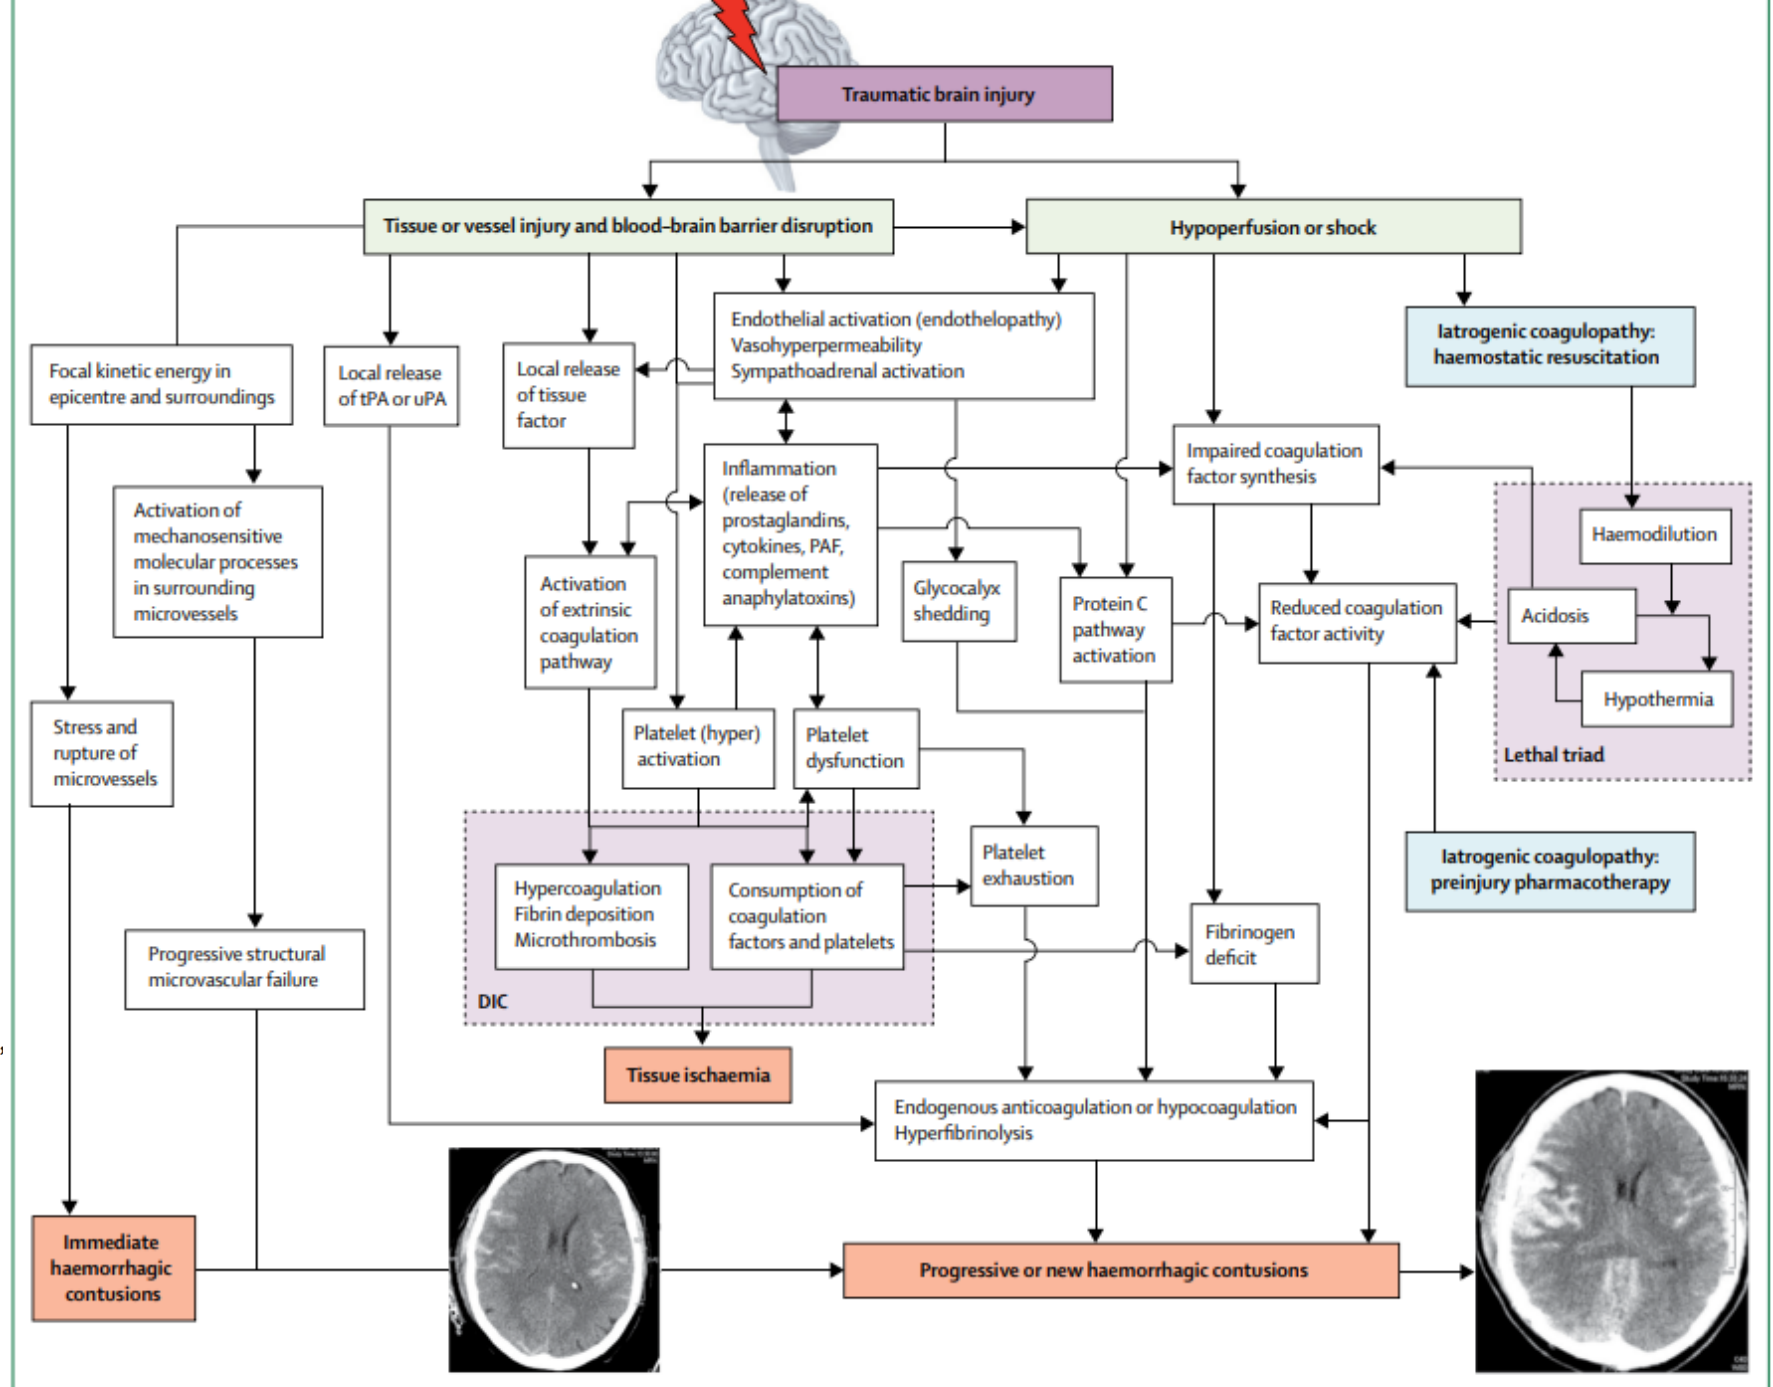 Traumatic brain injury
Tissue or vessel injury and blood–brain barrier disruption
Hypoperfusion or shock
Endothelial activation (endothelopathy)
Vasohyperpermeability
Sympathoadrenal activation
Iatrogenic coagulopathy:
haemostatic resuscitation
Focal kinetic energy in
epicentre and surroundings
Local release
of tPA or uPA
Local release
of tissue
factor
Impaired coagulation
factor synthesis
Inflammation
(release of
prostaglandins,
cytokines, PAF,
complement
anaphylatoxins)
Activation of
mechanosensitive
molecular processes
in surrounding
microvessels
Haemodilution
Activation
of extrinsic
coagulation
pathway
Glycocalyx
shedding
Protein C
pathway
activation
Reduced coagulation
factor activity
Acidosis
Hypothermia
Lethal triad
Stress and
rupture of
microvessels
Platelet (hyper)
activation
Platelet
dysfunction
Platelet
exhaustion
Iatrogenic coagulopathy:
preinjury pharmacotherapy
Hypercoagulation
Fibrin deposition
Microthrombosis
Consumption of
coagulation
factors and platelets
Fibrinogen
deficit
Progressive structural
microvascular failure
DIC
Tissue ischaemia
Endogenous anticoagulation or hypocoagulation
Hyperfibrinolysis
Immediate
haemorrhagic
contusions
Progressive or new haemorrhagic contusions